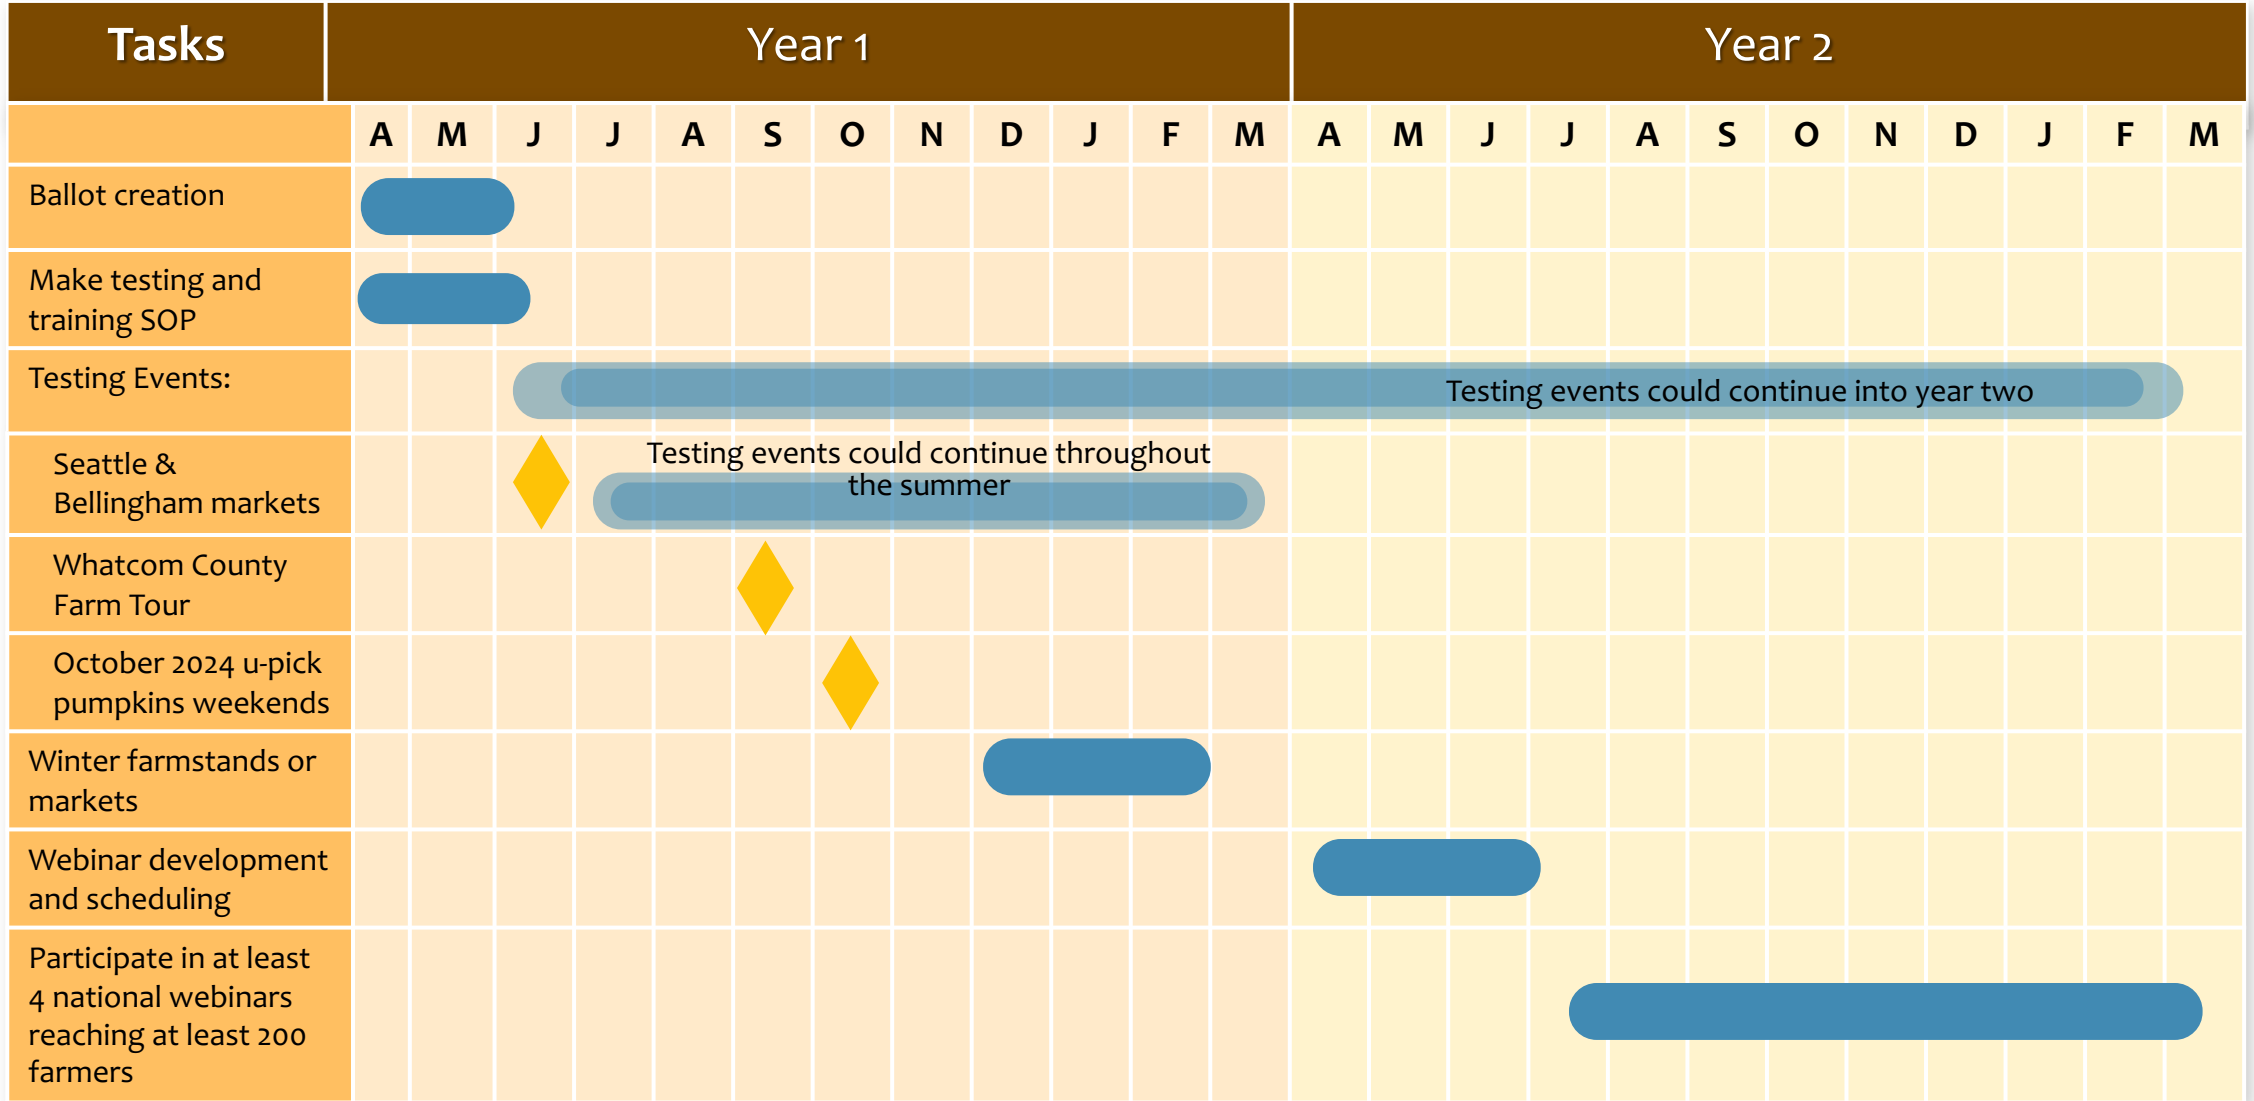 Tasks Year 1 Year 2
A M J J A S O N D J F M A M J J A S O N D J F M
Ballot creation
Make testing and
training SOP
Testing Events:
Testing events could continue into year two
Seattle &
Bellingham markets
Testing events could continue throughout
the summer
Whatcom County
Farm Tour
October 2024 u-pick
pumpkins weekends
Winter farmstands or
markets
Webinar development
and scheduling
Participate in at least
4 national webinars
reaching at least 200
farmers